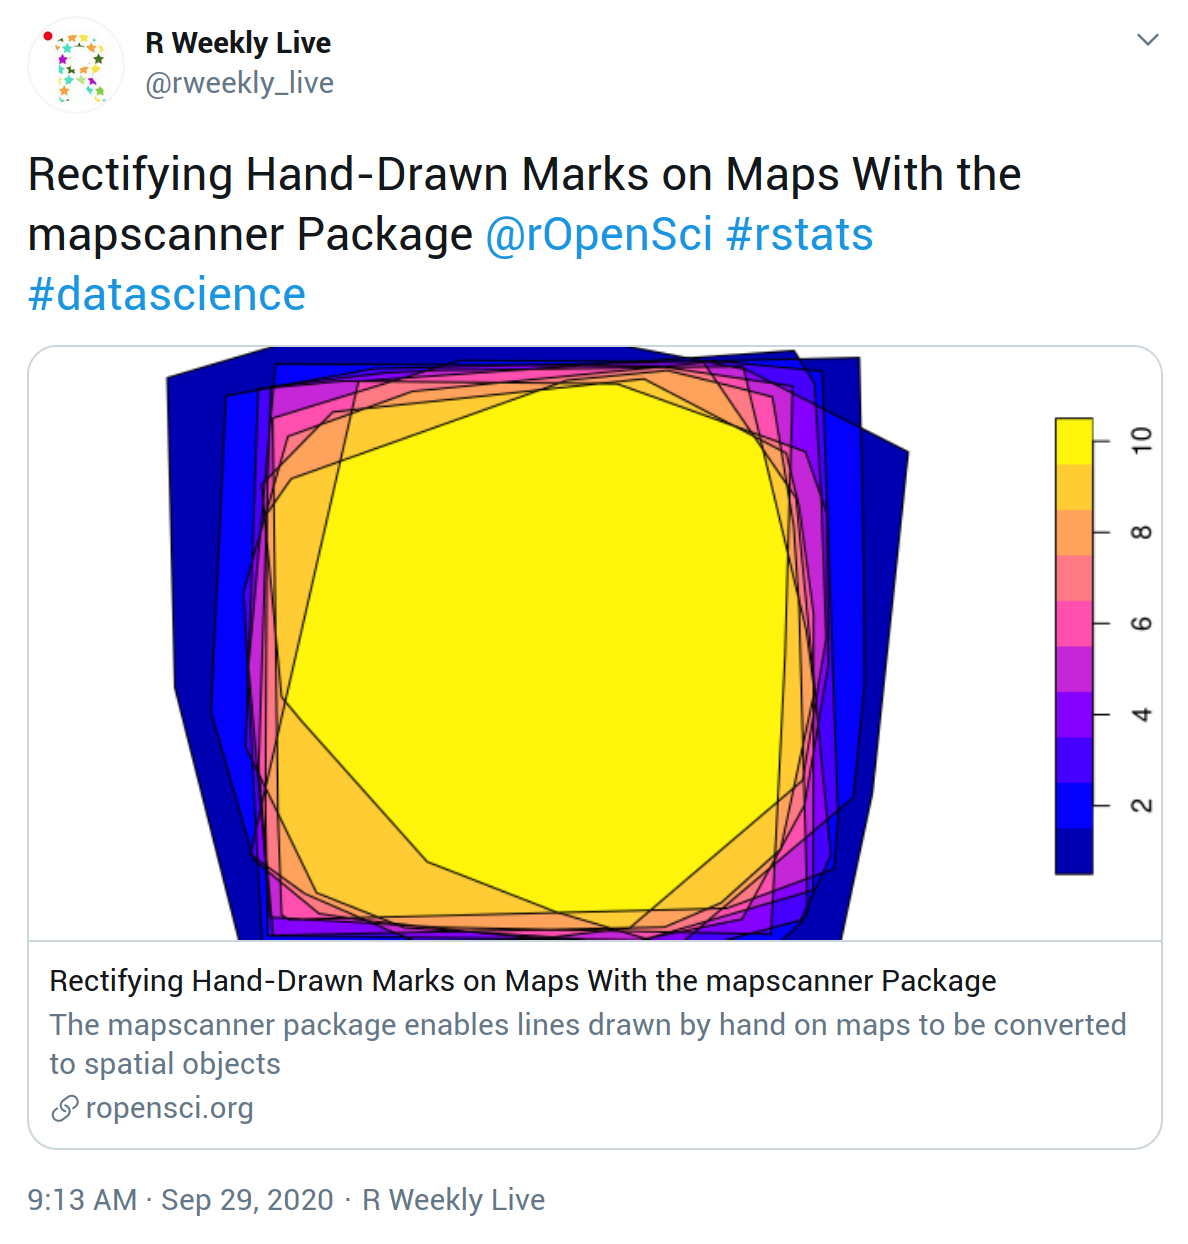 R Weekly Live
@rweekly_live
Rectifying Hand-Drawn Marks on Maps With the
mapscanner Package @rOpenSci #rstats
#datascience
10
8
6
4
2
Rectifying Hand-Drawn Marks on Maps With the mapscanner Package
The mapscanner package enables lines drawn by hand on maps to be converted
to spatial objects
ropensci.org
9:13 AM · Sep 29, 2020 · R Weekly Live